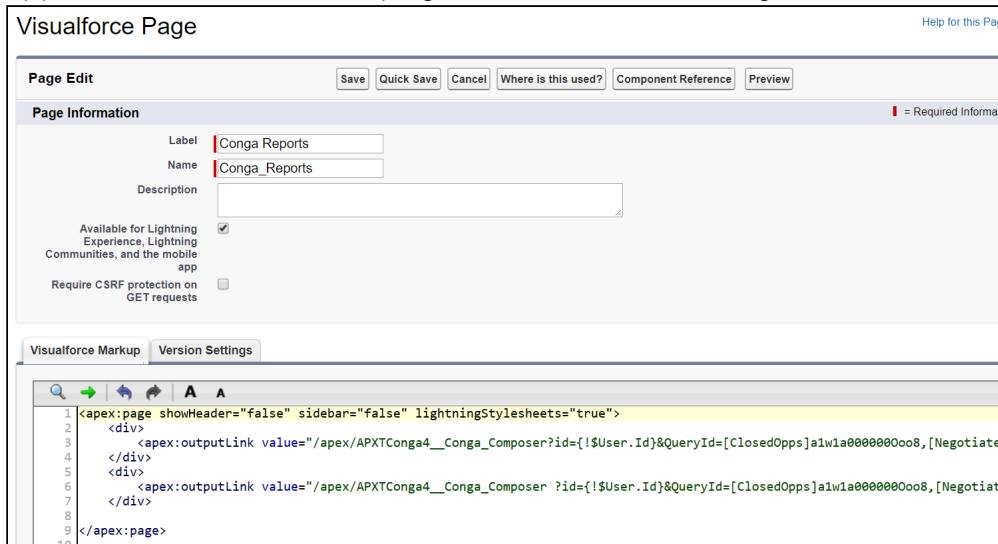 Visualforce Page
Help for this Pag
Page Edit
Save Quick Save Cancel Where is this used? Component Reference Preview
Page Information
= Required Informa
Label Conga Reports
Name Conga_Reports
Description
Available for Lightning
Experience, Lightning
Communities, and the mobile
app
Require CSRF protection on
GET requests
Visualforce Markup Version Settings
A A
1 <apex:page showHeader="false" sidebar="false" lightningStylesheets="true">
2 <div>
3 <apex:outputLink value="/apex/APXTConga4__Conga_Composer?id={!$User.Id}&QueryId=[ClosedOpps]a1w1a000000Ooo8,[Negotiate
4 </div>
5 <div>
6 <apex:outputLink value="/apex/APXTConga4__Conga_Composer ?id={!$User.Id}&QueryId=[ClosedOpps]a1w1a000000Ooo8,[Negotiat
7 </div>
8
9 </apex:page>
10